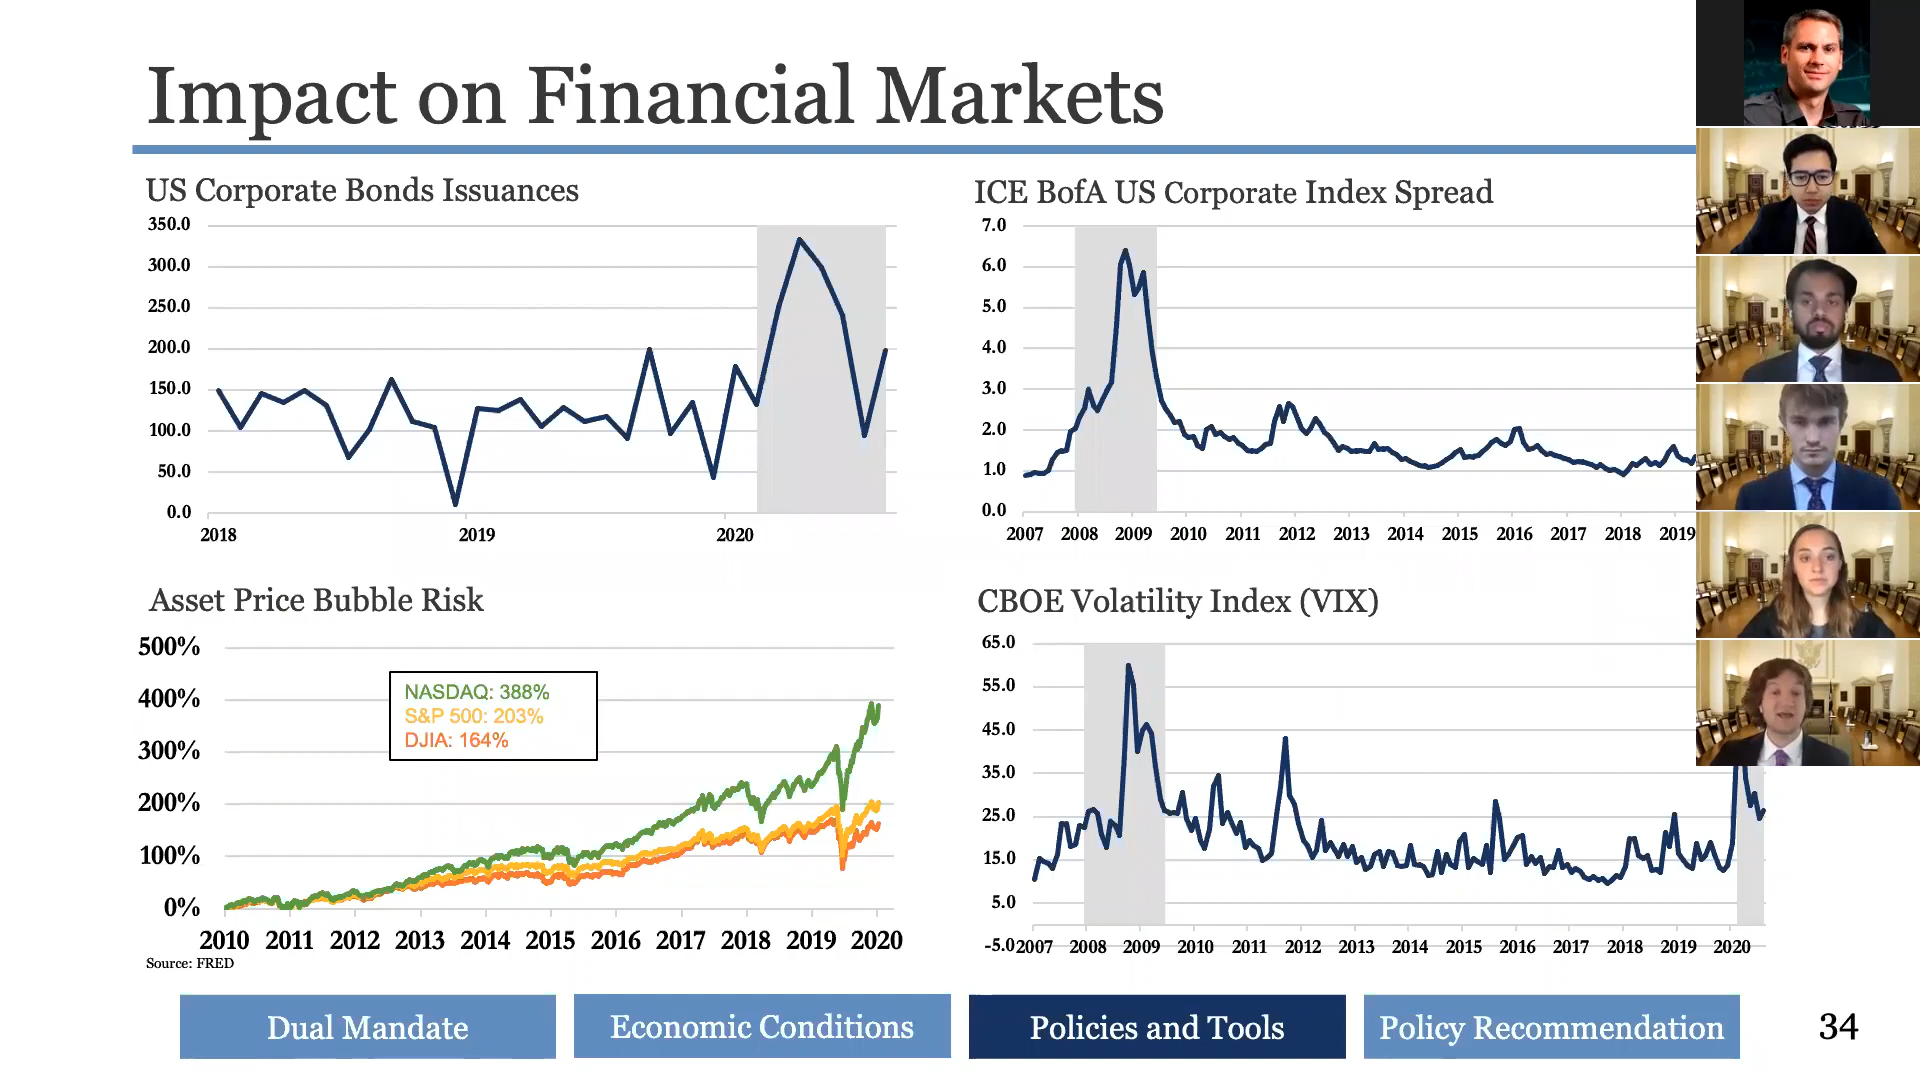 Impact on Financial Markets
US Corporate Bonds Issuances
350.0
300.0
250.0
200.0
150.0
100.0
50.0
0.0
2018 2019 2020
ICE BofA US Corporate Index Spread
7.0
6.0
5.0
4.0
3.0
2.0
1.0
0.0
2007 2008 2009 2010 2011 2012 2013 2014 2015 2016 2017 2018 2019
Asset Price Bubble Risk
500%
400%
300%
200%
100%
0%
NASDAQ: 388%
S&P 500: 203%
DJIA: 164%
2010 2011 2012 2013 2014 2015 2016 2017 2018 2019 2020
Source: FRED
CBOE Volatility Index (VIX)
65.0
55.0
45.0
35.0
25.0
15.0
5.0
-5.0
2007 2008 2009 2010 2011 2012 2013 2014 2015 2016 2017 2018 2019 2020
Dual Mandate
Economic Conditions
Policies and Tools
Policy Recommendation
34